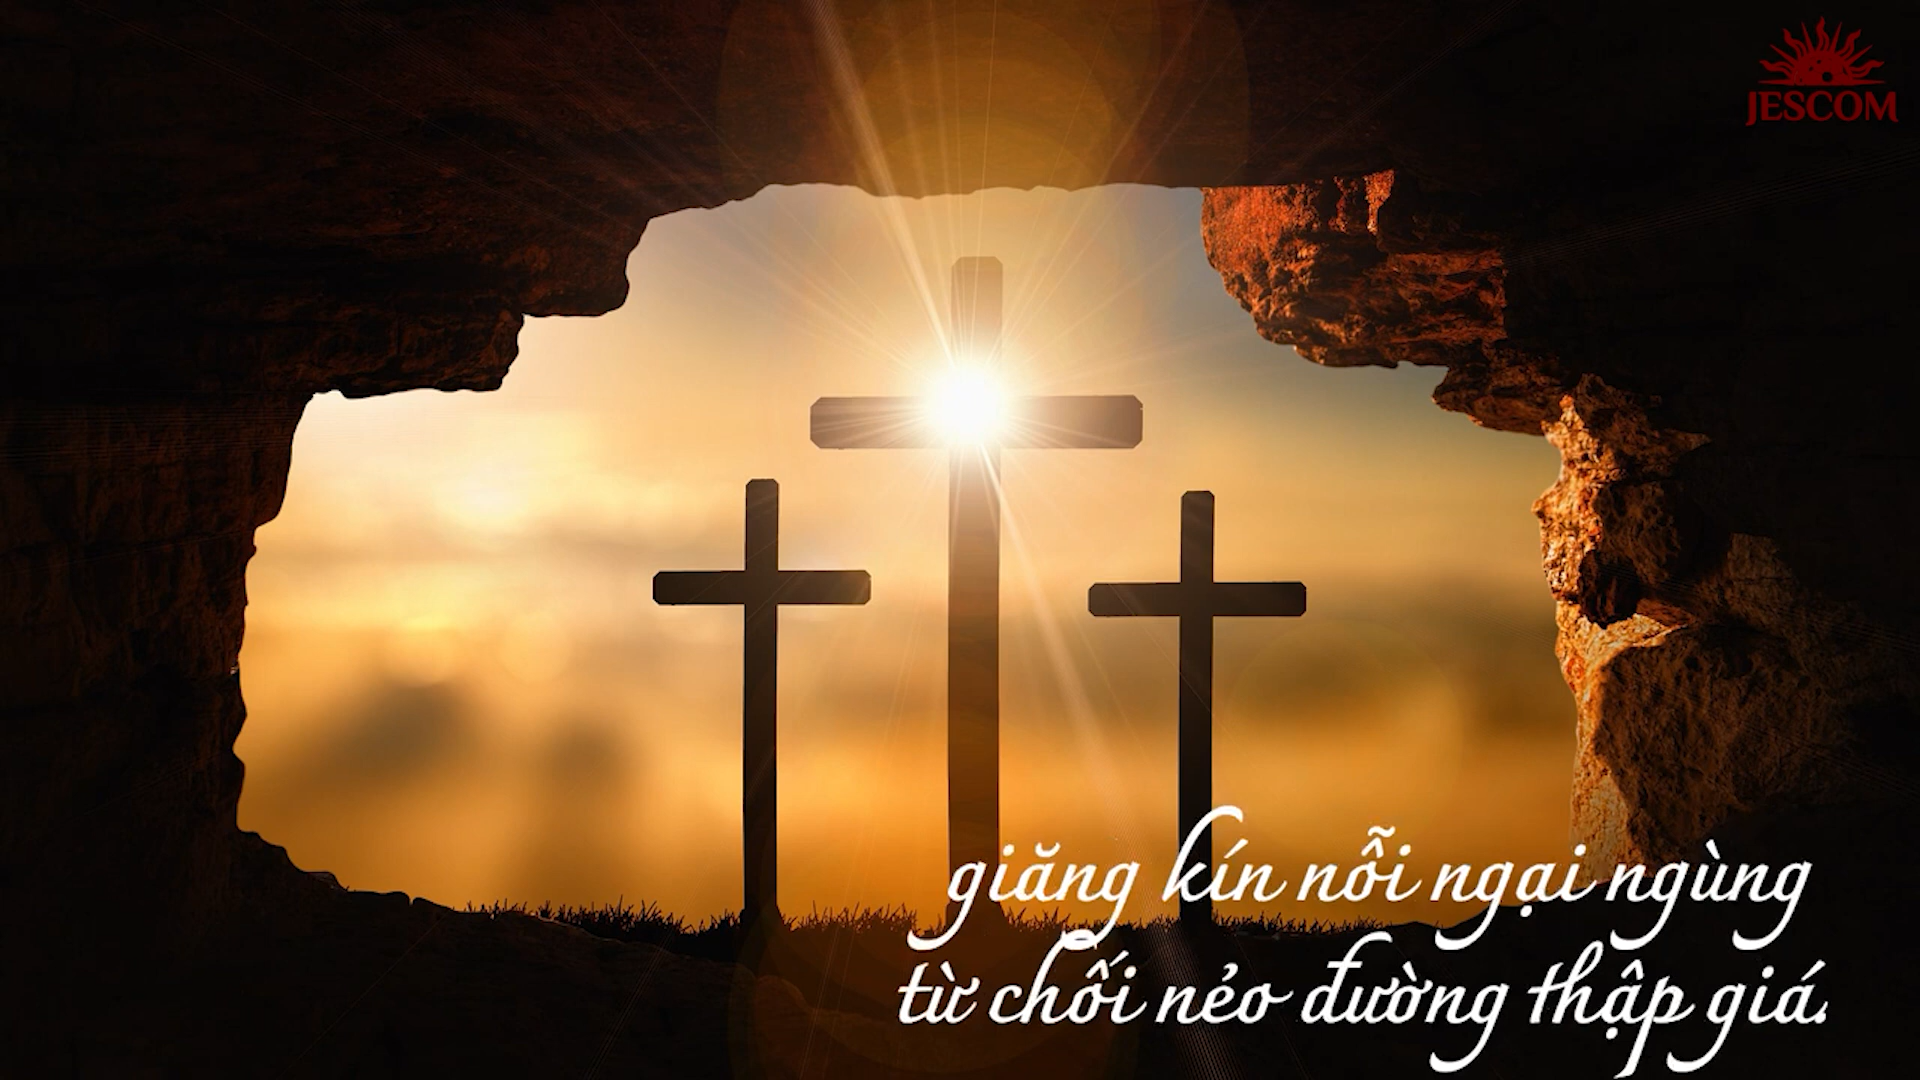 JESCOM
giăng kín nỗi ngại ngùng
từ chối nẻo đường thập giá.